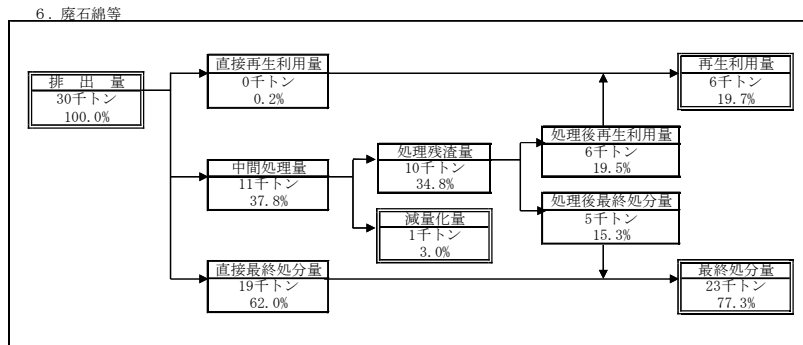 6. 廃石綿等
排 出 量
30千トン
100.0%
直接再生利用量
0千トン
0.2%
中間処理量
11千トン
37.8%
直接最終処分量
19千トン
62.0%
処理残渣量
10千トン
34.8%
減量化量
1千トン
3.0%
処理後再生利用量
6千トン
19.5%
処理後最終処分量
5千トン
15.3%
再生利用量
6千トン
19.7%
最終処分量
23千トン
77.3%